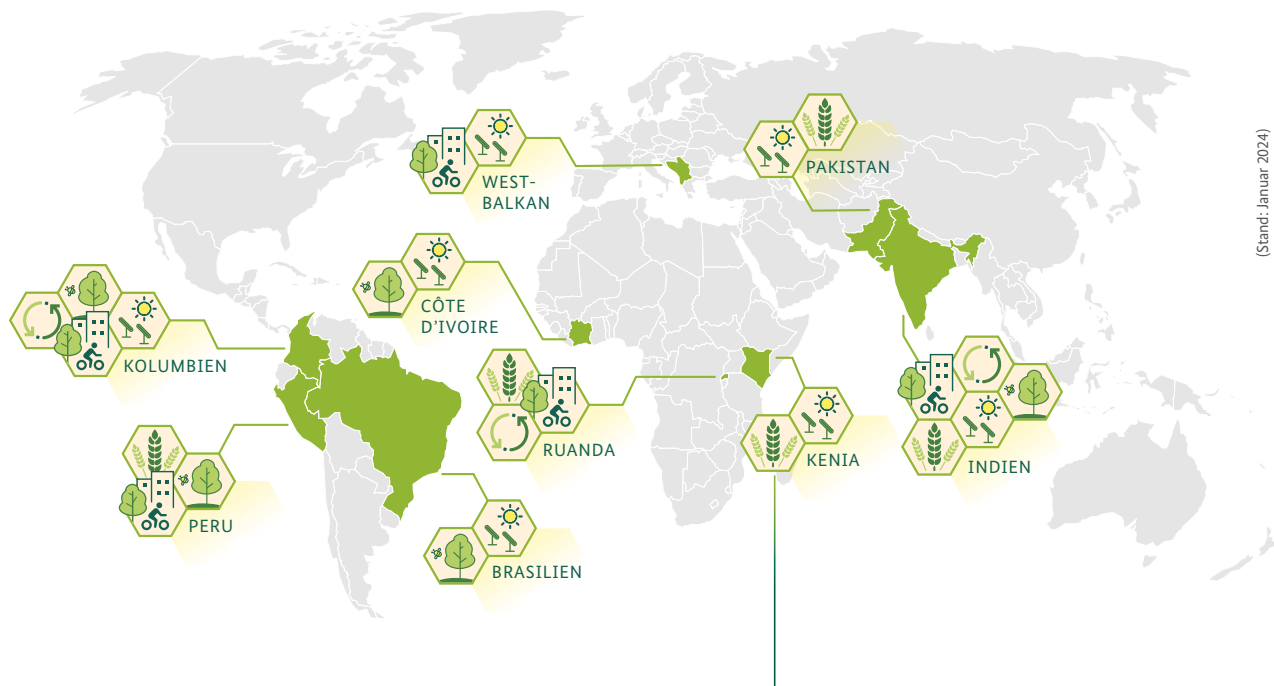 PAKISTAN
WEST-
BALKAN
CÔTE
D'IVOIRE
KOLUMBIEN
RUANDA
KENIA
INDIEN
PERU
BRASILIEN
(Stand: Januar 2024)